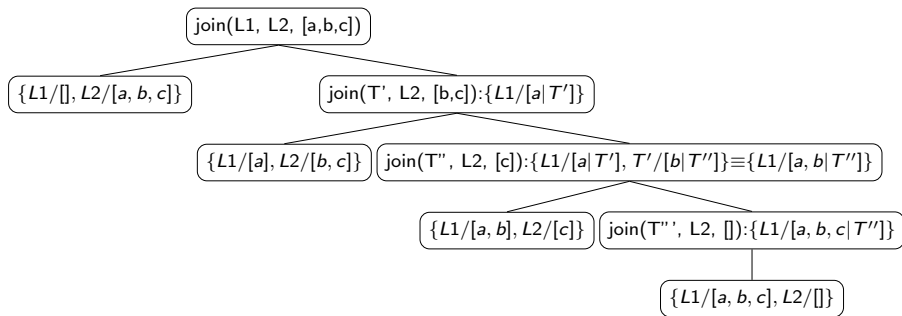 join(L1, L2, [a,b,c])
{L1/[], L2/[a, b, c]}
join(T', L2, [b,c]):{L1/[a|T']}
{L1/[a], L2/[b, c]}
join(T'', L2, [c]):{L1/[a|T'], T'/[b|T'']}≡{L1/[a, b|T'']}
{L1/[a, b], L2/[c]}
join(T''', L2, []):{L1/[a, b, c|T'']}
{L1/[a, b, c], L2/[]}